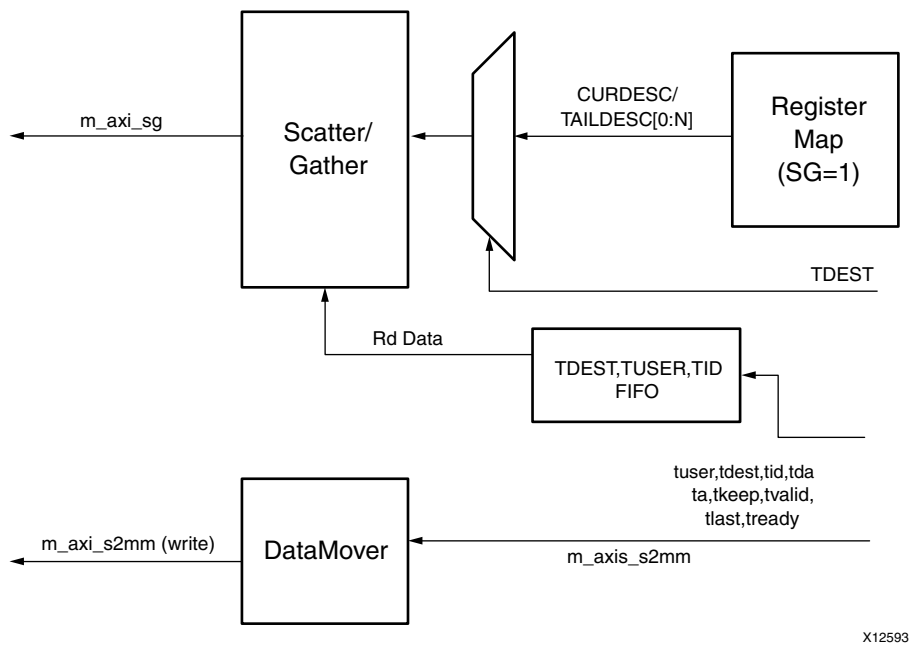 m_axi_sg
Scatter/
Gather
CURDESC/
TAILDESC[0:N]
Register
Map
(SG=1)
TDEST
Rd Data
TDEST,TUSER,TID
FIFO
tuser,tdest,tid,tda
ta,tkeep,tvalid,
tlast,tready
m_axi_s2mm (write)
DataMover
m_axis_s2mm
X12593